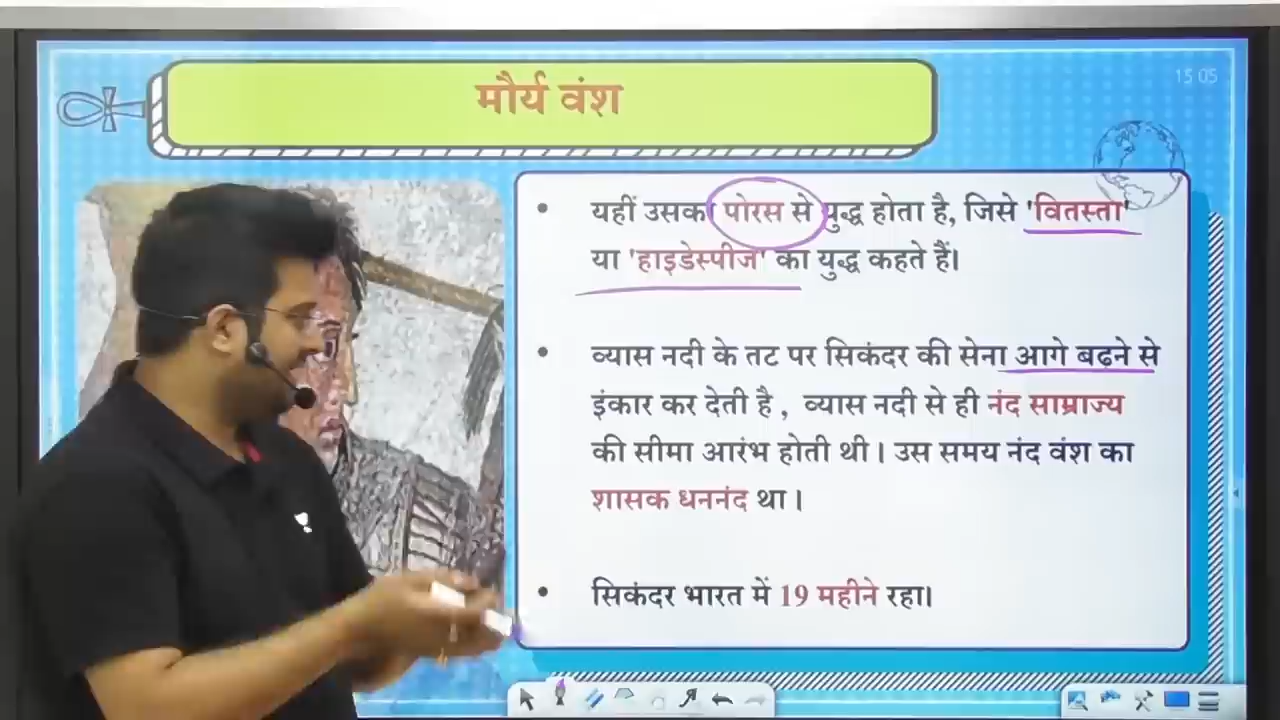 15 05
मौर्य वंश
• यहीं उसका पोरस से युद्ध होता है, जिसे 'वितस्ता'
या 'हाइडेस्पीज' का युद्ध कहते हैं।
• व्यास नदी के तट पर सिकंदर की सेना आगे बढ़ने से
इंकार कर देती है , व्यास नदी से ही नंद साम्राज्य
की सीमा आरंभ होती थी । उस समय नंद वंश का
शासक धननंद था ।
• सिकंदर भारत में 19 महीने रहा।